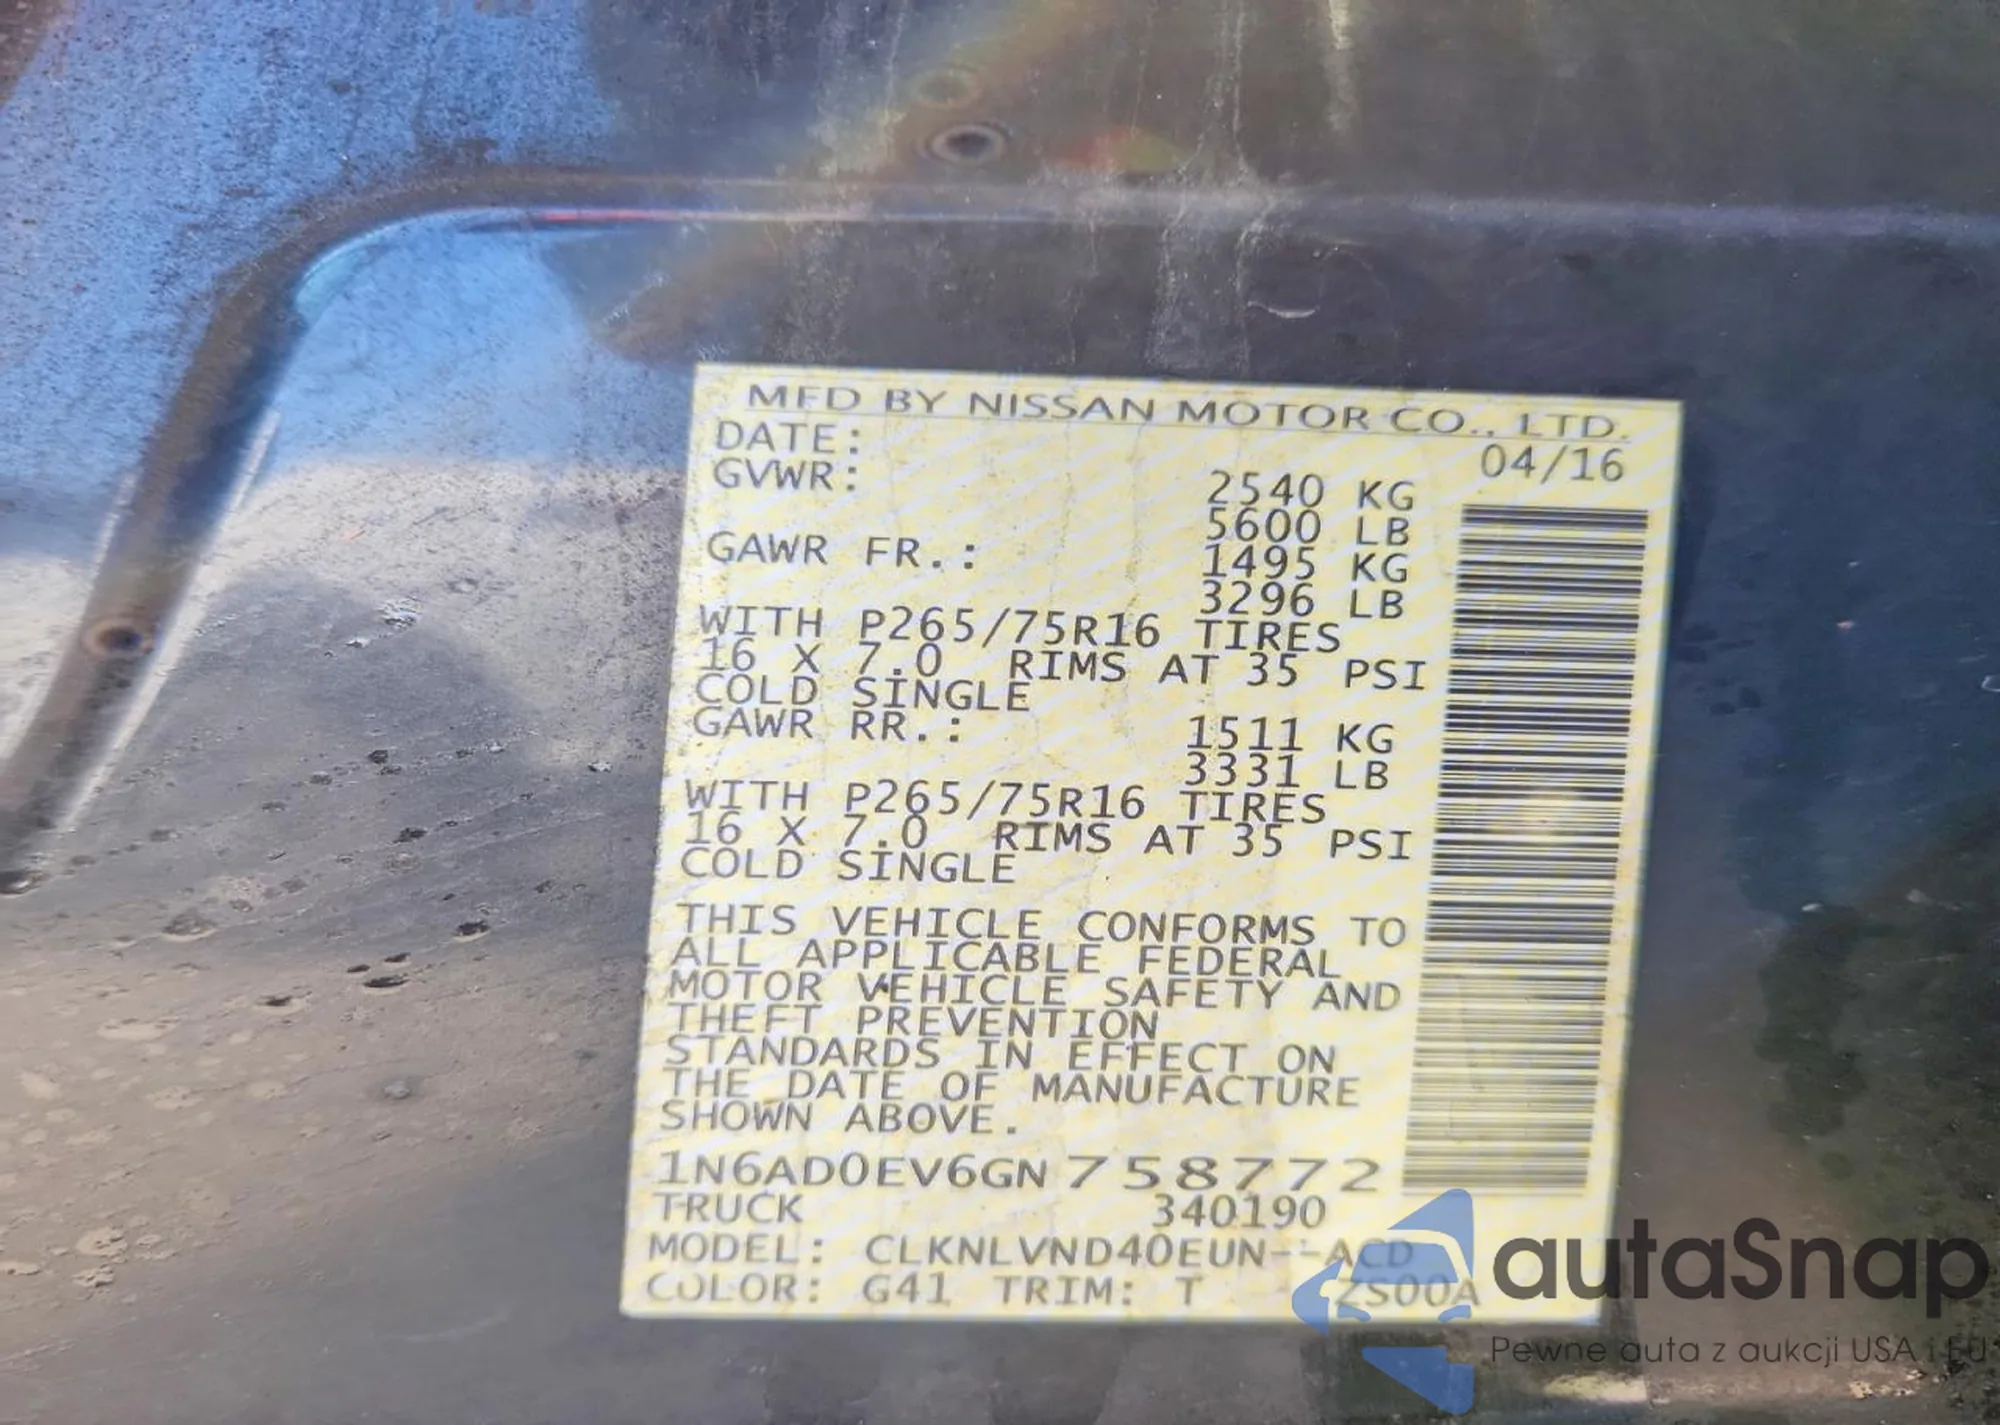 MFD BY NISSAN MOTOR CO., LTD.
DATE: 04/16
GVWR: 2540 KG
5600 LB
GAWR FR.: 1495 KG
3296 LB
WITH P265/75R16 TIRES
16 X 7.0 RIMS AT 35 PSI
COLD SINGLE
GAWR RR.: 1511 KG
3331 LB
WITH P265/75R16 TIRES
16 X 7.0 RIMS AT 35 PSI
COLD SINGLE
THIS VEHICLE CONFORMS TO
ALL APPLICABLE FEDERAL
MOTOR VEHICLE SAFETY AND
THEFT PREVENTION
STANDARDS IN EFFECT ON
THE DATE OF MANUFACTURE
SHOWN ABOVE.
1N6AD0EV6GN758772
TRUCK 340190
MODEL: CLKNLVND40EUN--ACD
COLOR: G41 TRIM: T ZS00A
autaSnap
Pewne auta z aukcji USA i EU